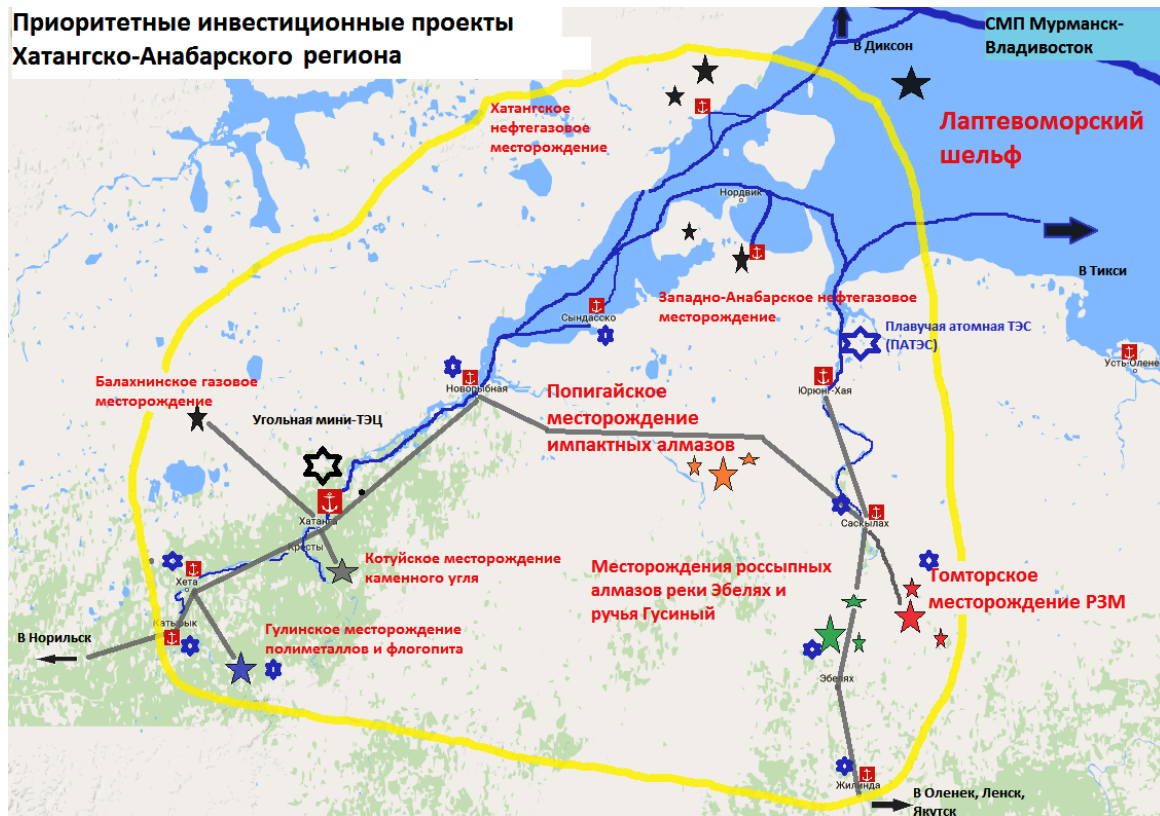 Приоритетные инвестиционные проекты
Хатангско-Анабарского региона
СМП Мурманск-
Владивосток
В Диксон
Хатангское
нефтегазовое
месторождение
Лаптевоморский
шельф
Нордвик
В Тикси
Западно-Анабарское нефтегазовое
месторождение
Сындасско
Плавучая атомная ТЭС
(ПАТЭС)
Усть-Олене
Балахнинское газовое
месторождение
Новорыбная
Юрюнг-Хая
Попигайское
месторождение
импактных алмазов
Угольная мини-ТЭЦ
Хатанга
Саскылах
Кресты
Котуйское месторождение
каменного угля
Месторождения россыпных
алмазов реки Эбелях и
ручья Гусиный
Томторское
месторождение РЗМ
Хета
Катырык
В Норильск
Гулинское месторождение
полиметаллов и флогопита
Эбелях
Жилинда
В Оленек, Ленск,
Якутск